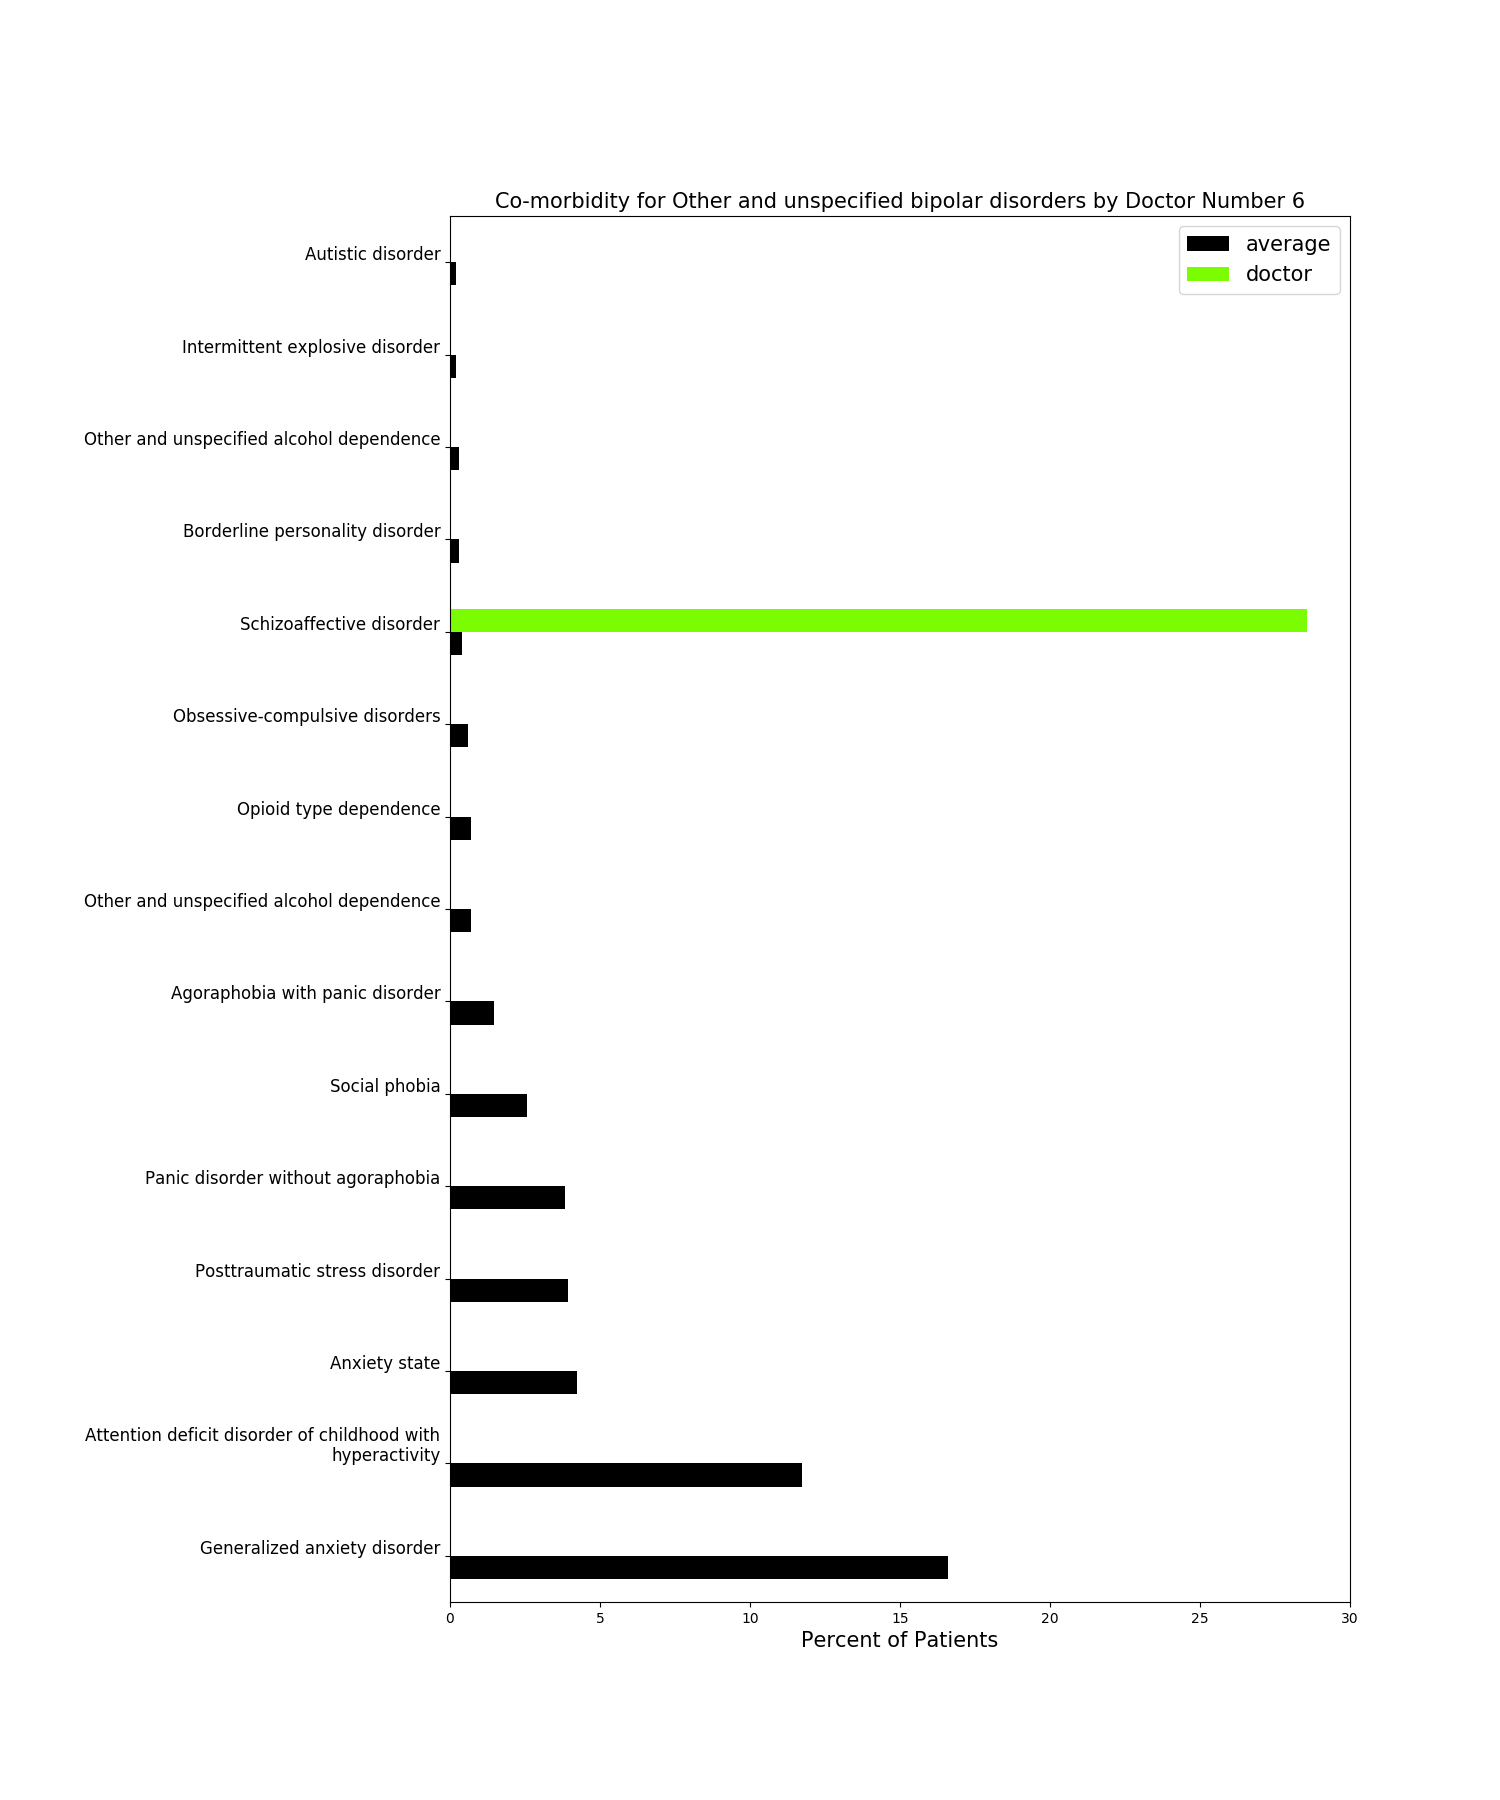 Co-morbidity for Other and unspecified bipolar disorders by Doctor Number 6
average
doctor
Autistic disorder
Intermittent explosive disorder
Other and unspecified alcohol dependence
Borderline personality disorder
Schizoaffective disorder
Obsessive-compulsive disorders
Opioid type dependence
Other and unspecified alcohol dependence
Agoraphobia with panic disorder
Social phobia
Panic disorder without agoraphobia
Posttraumatic stress disorder
Anxiety state
Attention deficit disorder of childhood with
hyperactivity
Generalized anxiety disorder
0 5 10 15 20 25 30
Percent of Patients